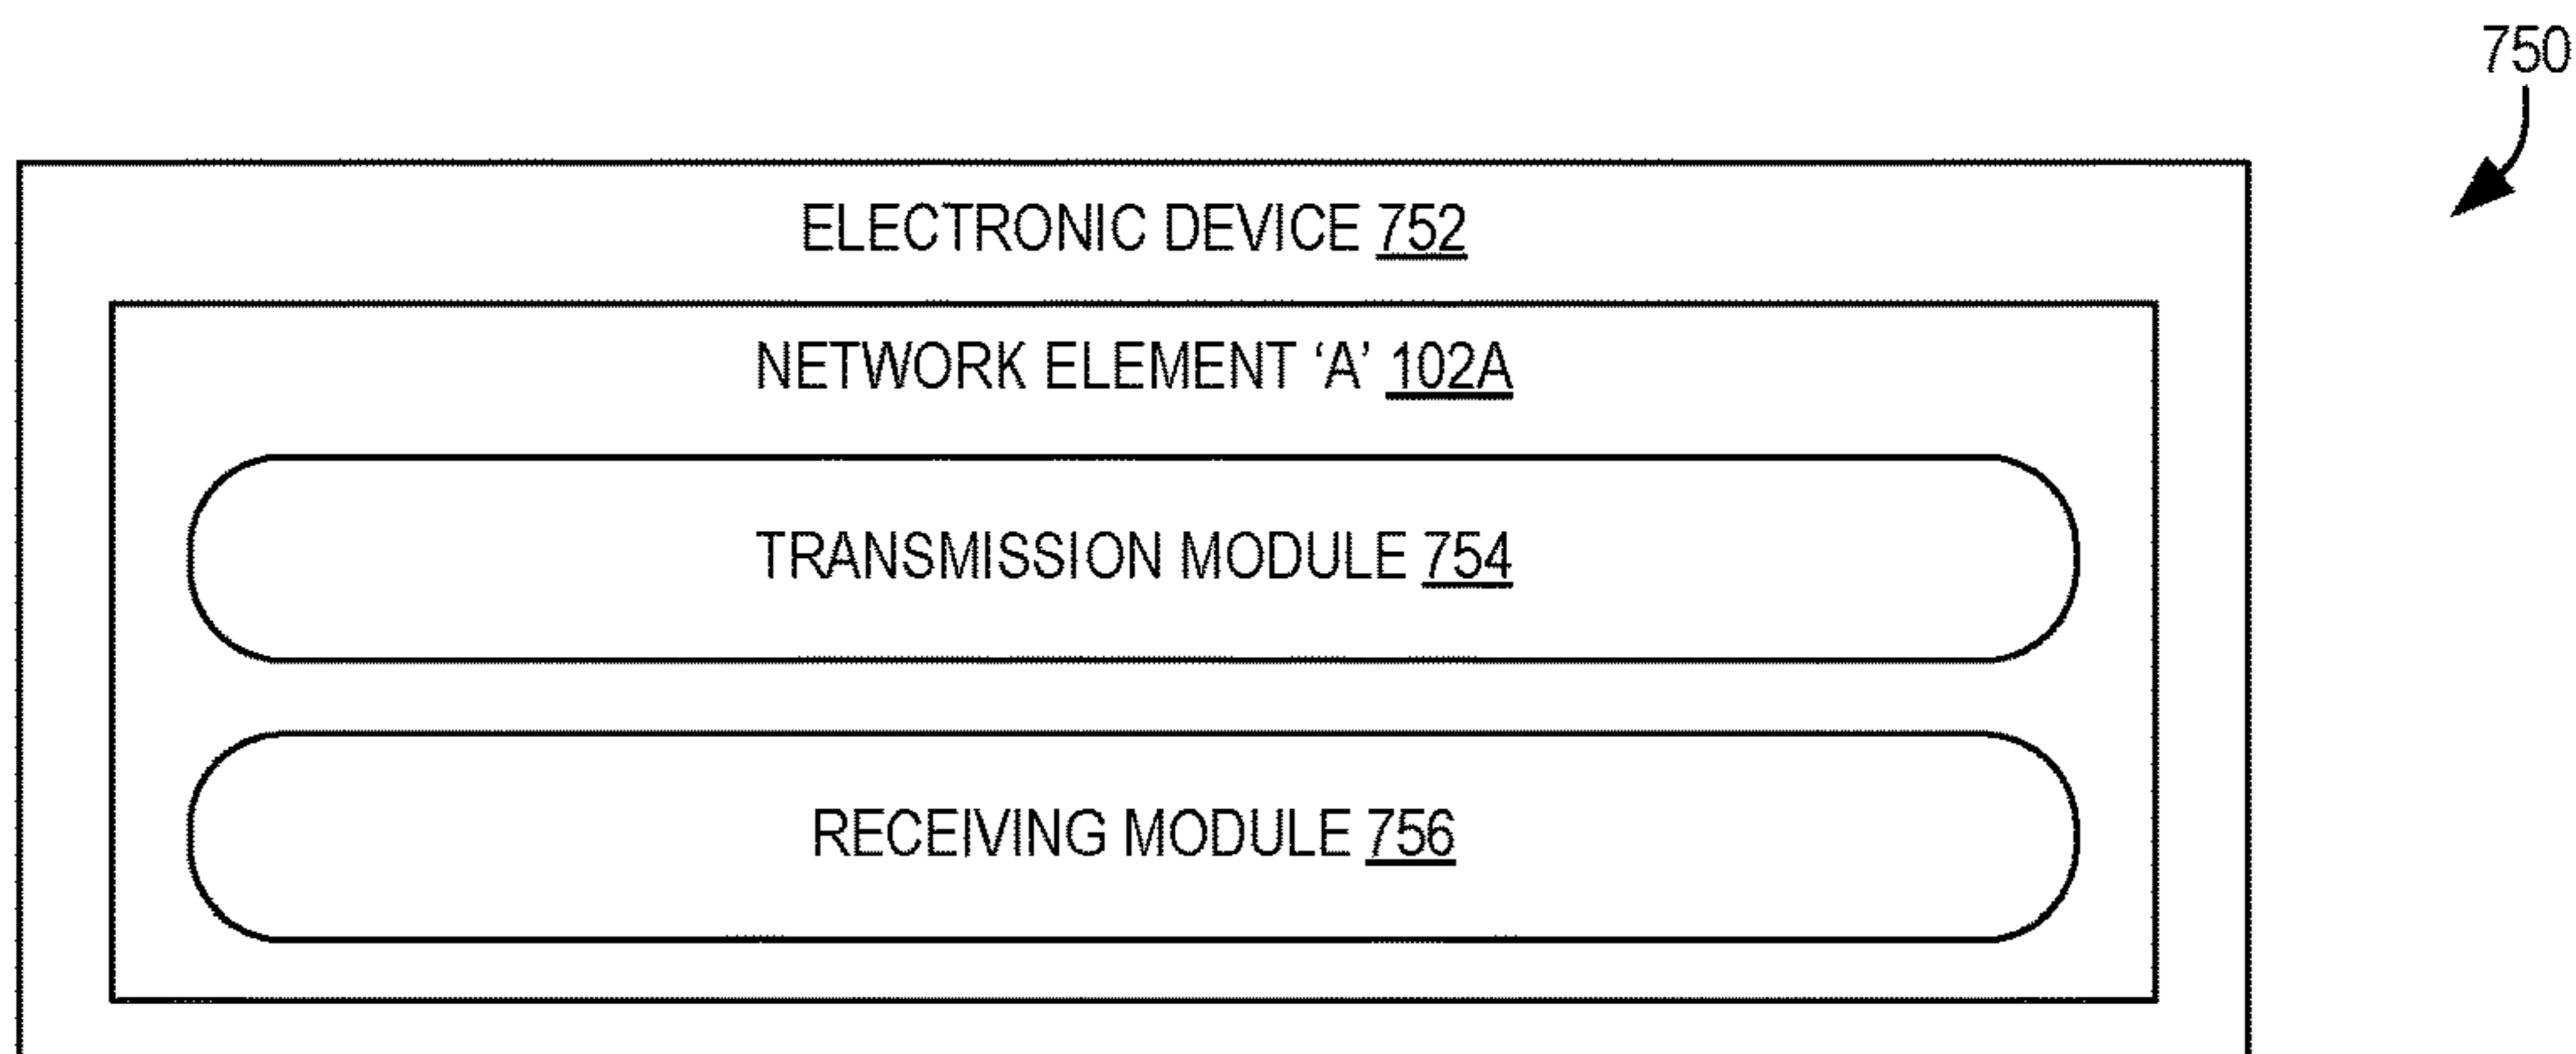 750
ELECTRONIC DEVICE 752
NETWORK ELEMENT ‘A’ 102A
TRANSMISSION MODULE 754
RECEIVING MODULE 756